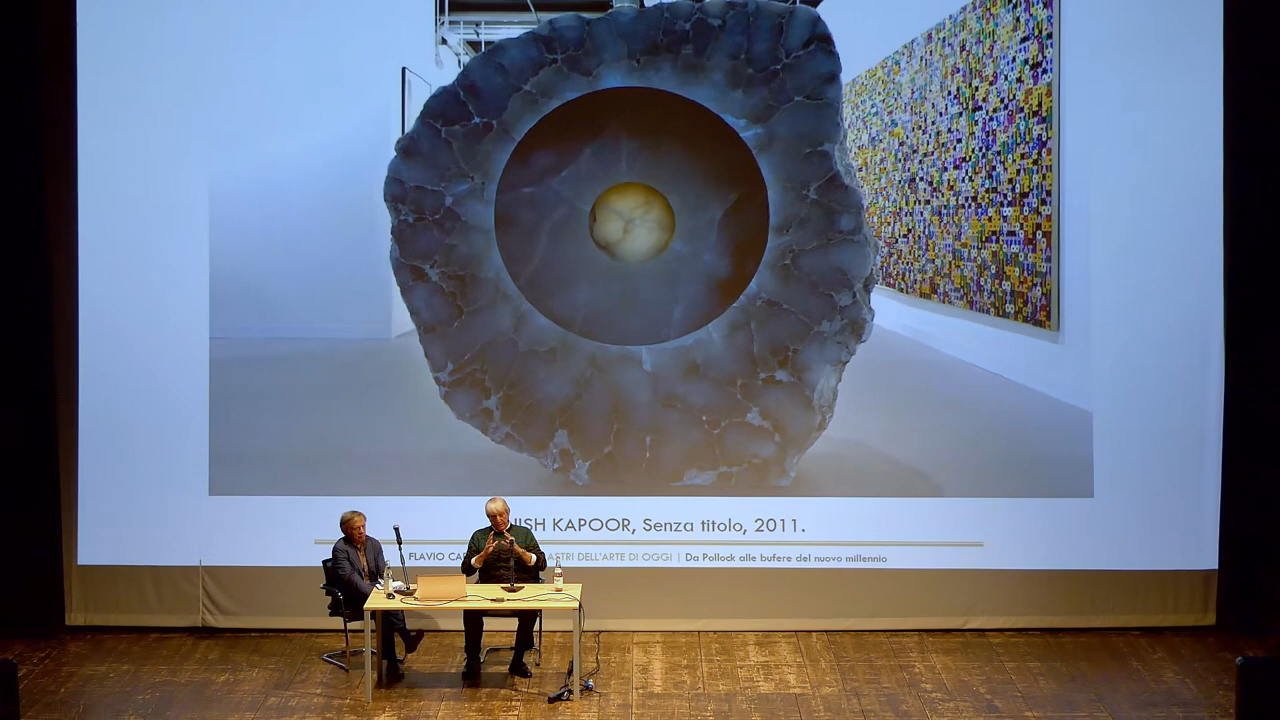 NISH KAPOOR, Senza titolo, 2011.
FLAVIO CA ASTRI DELL'ARTE DI OGGI | Da Pollock alle bufere del nuovo millennio